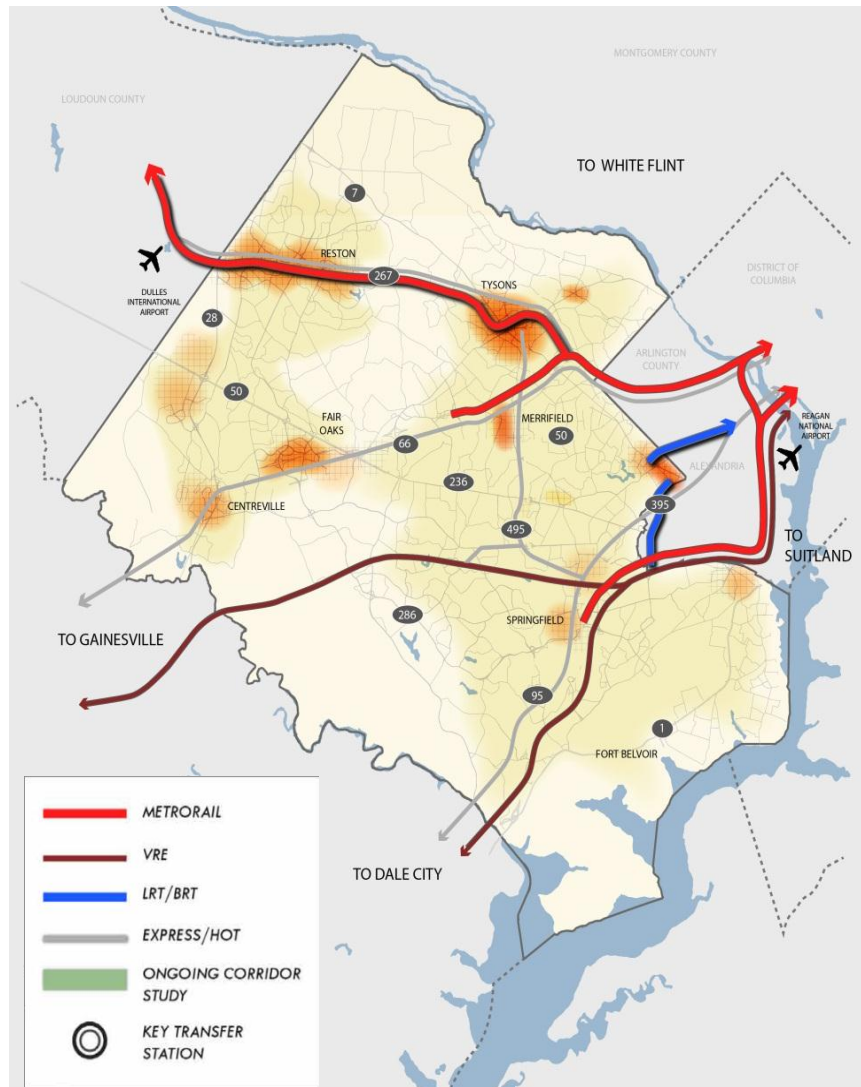 MONTGOMERY COUNTY
LOUDOUN COUNTY
TO WHITE FLINT
7
RESTON
267
TYSONS
DISTRICT OF
COLUMBIA
DULLES
INTERNATIONAL
AIRPORT
28
ARLINGTON
COUNTY
50
FAIR
OAKS
MERRIFIELD
66
50
REAGAN
NATIONAL
AIRPORT
ALEXANDRIA
236
CENTREVILLE
395
495
TO
SUITLAND
286
SPRINGFIELD
TO GAINESVILLE
95
1
FORT BELVOIR
TO DALE CITY
METRORAIL
VRE
LRT/BRT
EXPRESS/HOT
ONGOING CORRIDOR
STUDY
KEY TRANSFER
STATION